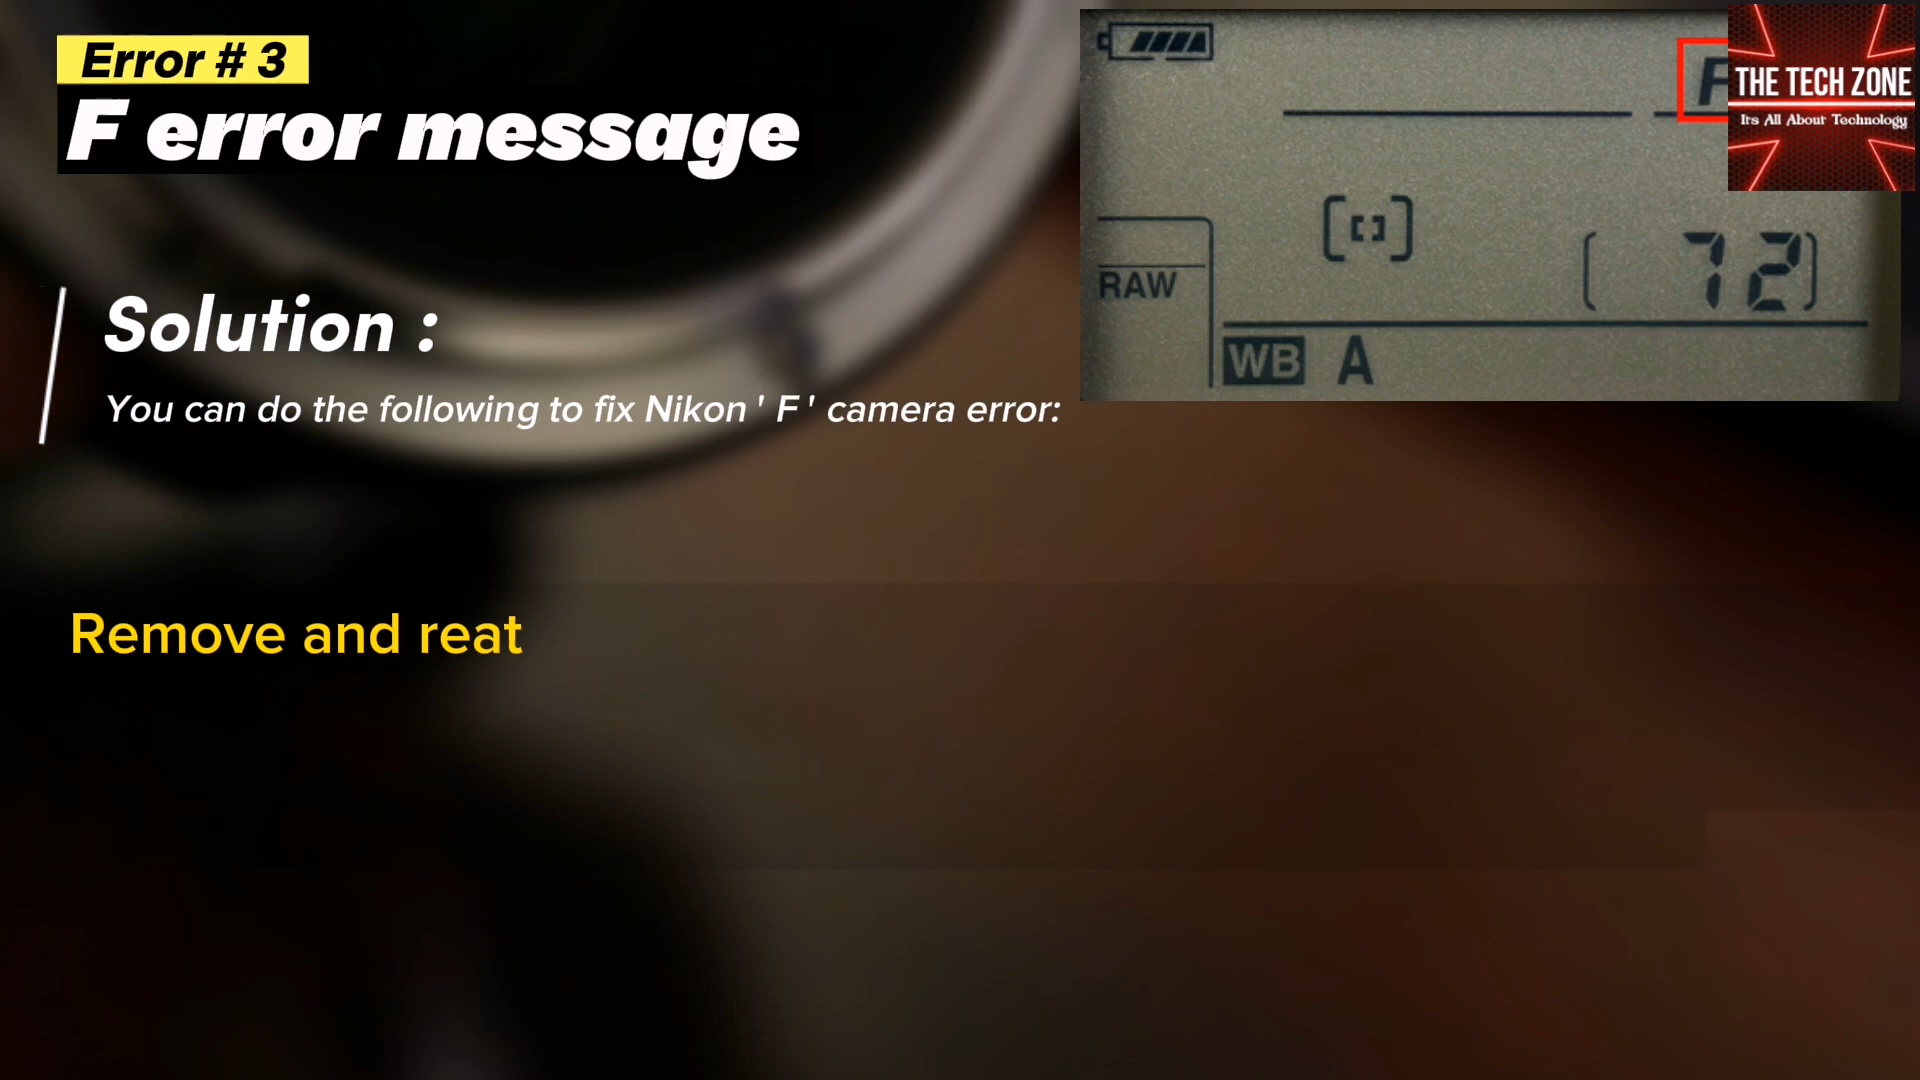 Error # 3
F error message
F
THE TECH ZONE
Its All About Technology
[ 72]
RAW
WB A
Solution :
You can do the following to fix Nikon ' F ' camera error:
Remove and reat